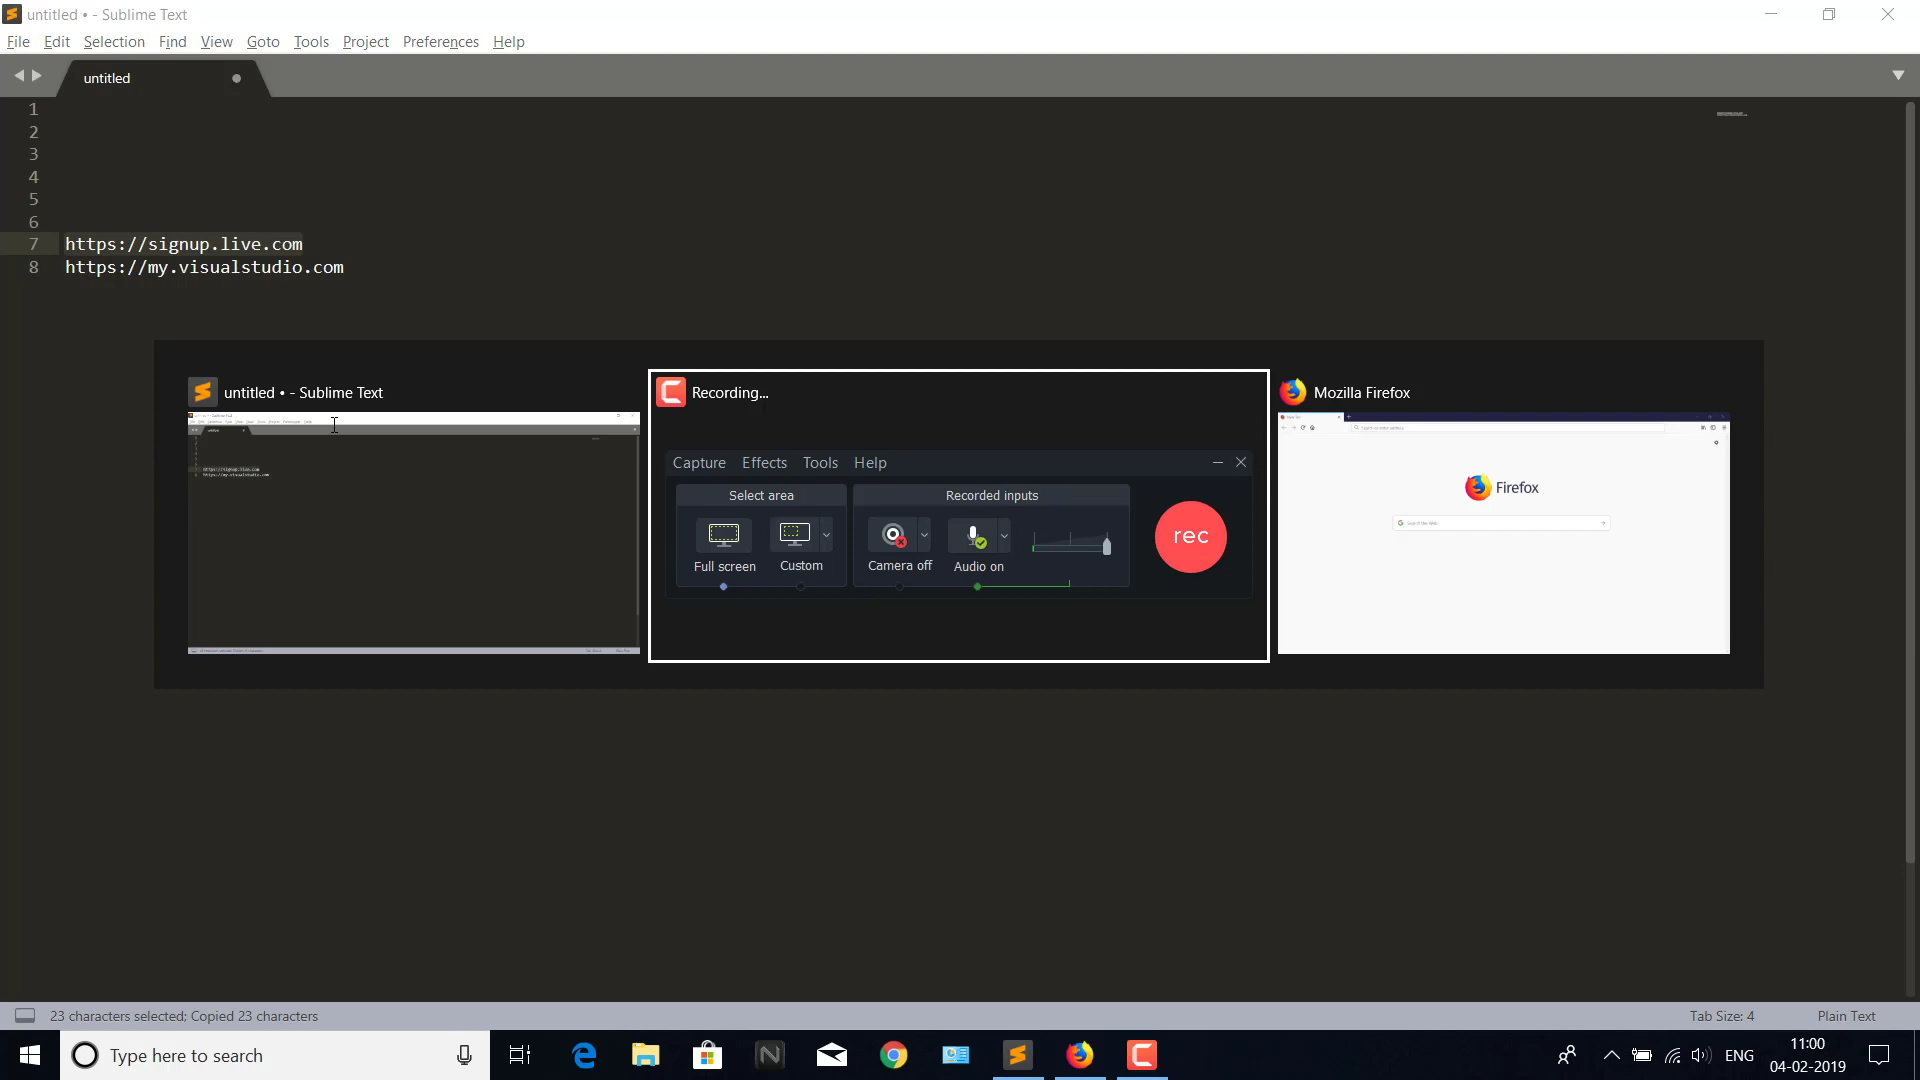 untitled • - Sublime Text
File Edit Selection Find View Goto Tools Project Preferences Help
untitled
1
2
3
4
5
6
7 https://signup.live.com
8 https://my.visualstudio.com
untitled • - Sublime Text
Recording...
Mozilla Firefox
Capture Effects Tools Help
Select area
Recorded inputs
rec
Full screen
Custom
Camera off
Audio on
Firefox
Search the Web
23 characters selected; Copied 23 characters
Tab Size: 4
Plain Text
Type here to search
ENG
11:00
04-02-2019